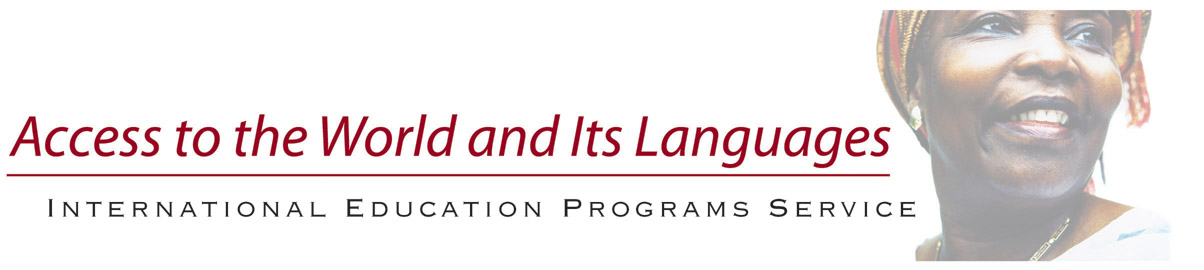 Access to the World and Its Languages
INTERNATIONAL EDUCATION PROGRAMS SERVICE